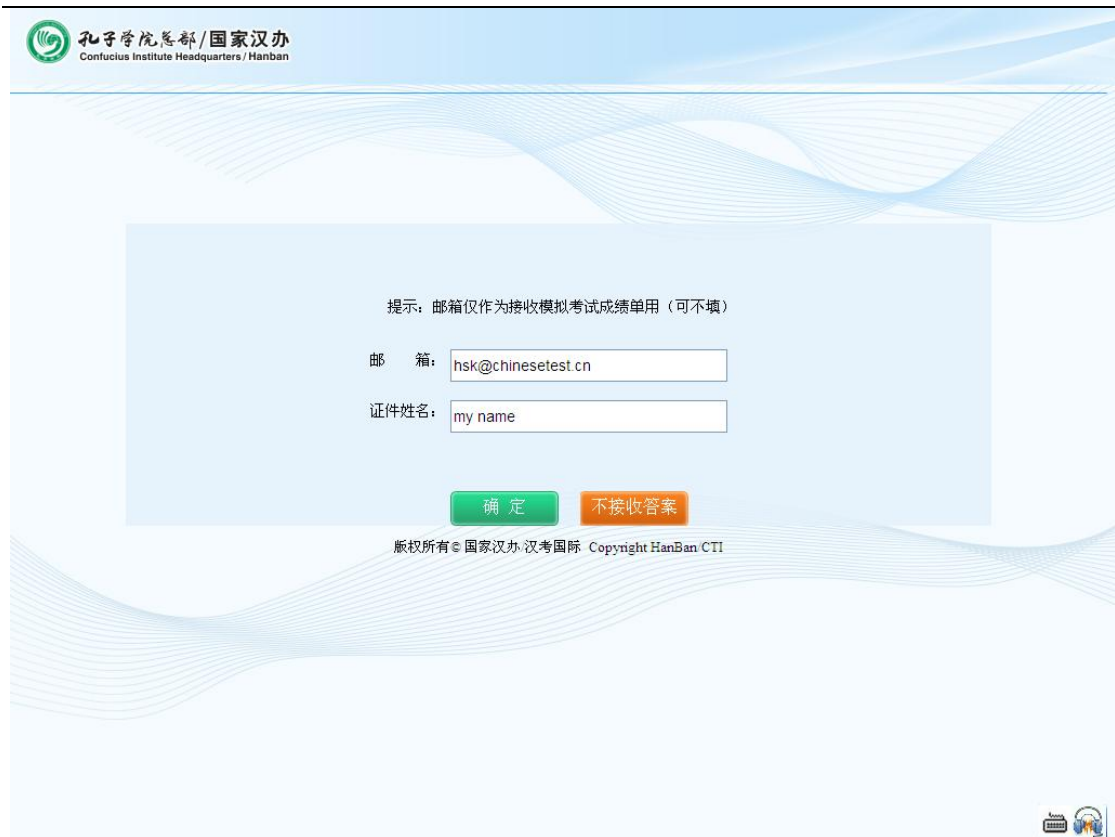 孔子学院总部/国家汉办
Confucius Institute Headquarters/Hanban
提示：邮箱仅作为接收模拟考试成绩单用（可不填）
邮 箱： hsk@chinesetest.cn
证件姓名： my name
确 定 不接收答案
版权所有©国家汉办/汉考国际 Copyright HanBan/CTI